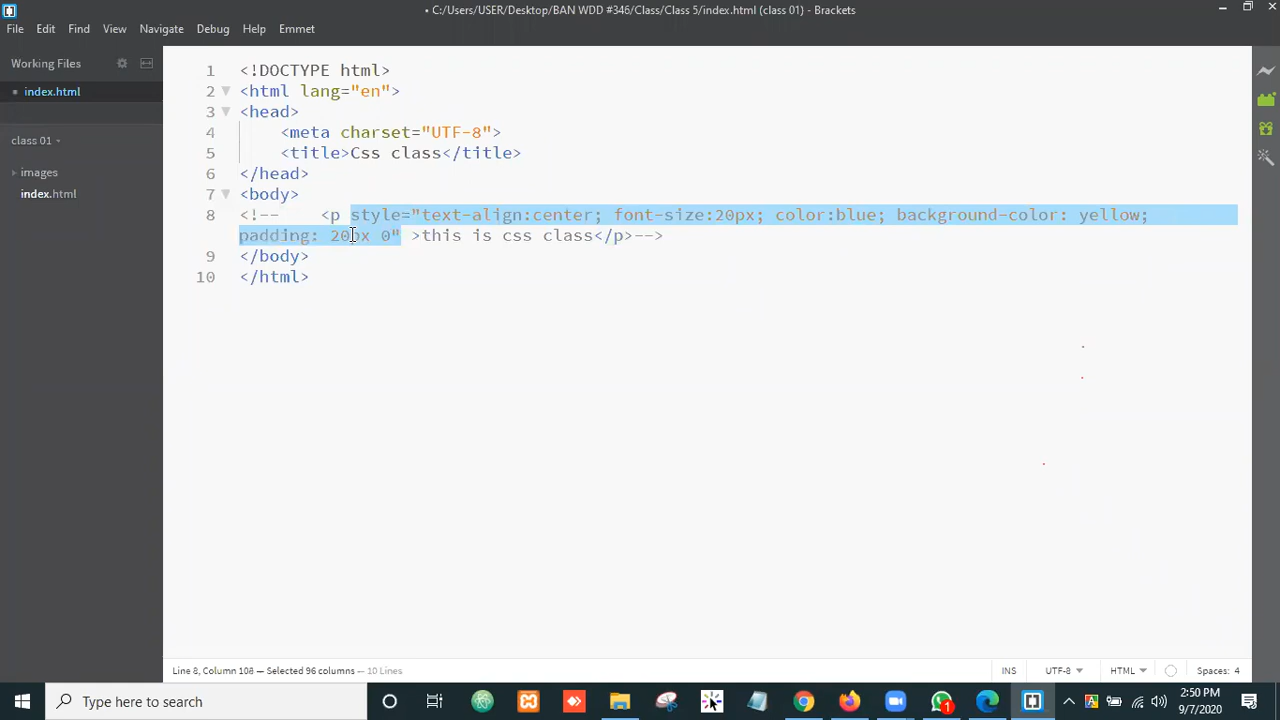 • C:/Users/USER/Desktop/BAN WDD #346/Class/Class 5/index.html (class 01) - Brackets
File Edit Find View Navigate Debug Help Emmet
Working Files
index.html
class 01
images
index.html
1 <!DOCTYPE html>
2 <html lang="en">
3 <head>
4 <meta charset="UTF-8">
5 <title>Css class</title>
6 </head>
7 <body>
8 <!-- <p style="text-align:center; font-size:20px; color:blue; background-color: yellow;
padding: 20px 0" >this is css class</p>-->
9 </body>
10 </html>
Line 8, Column 108 — Selected 96 columns — 10 Lines
INS UTF-8 HTML Spaces: 4
Type here to search
1
2:50 PM
9/7/2020